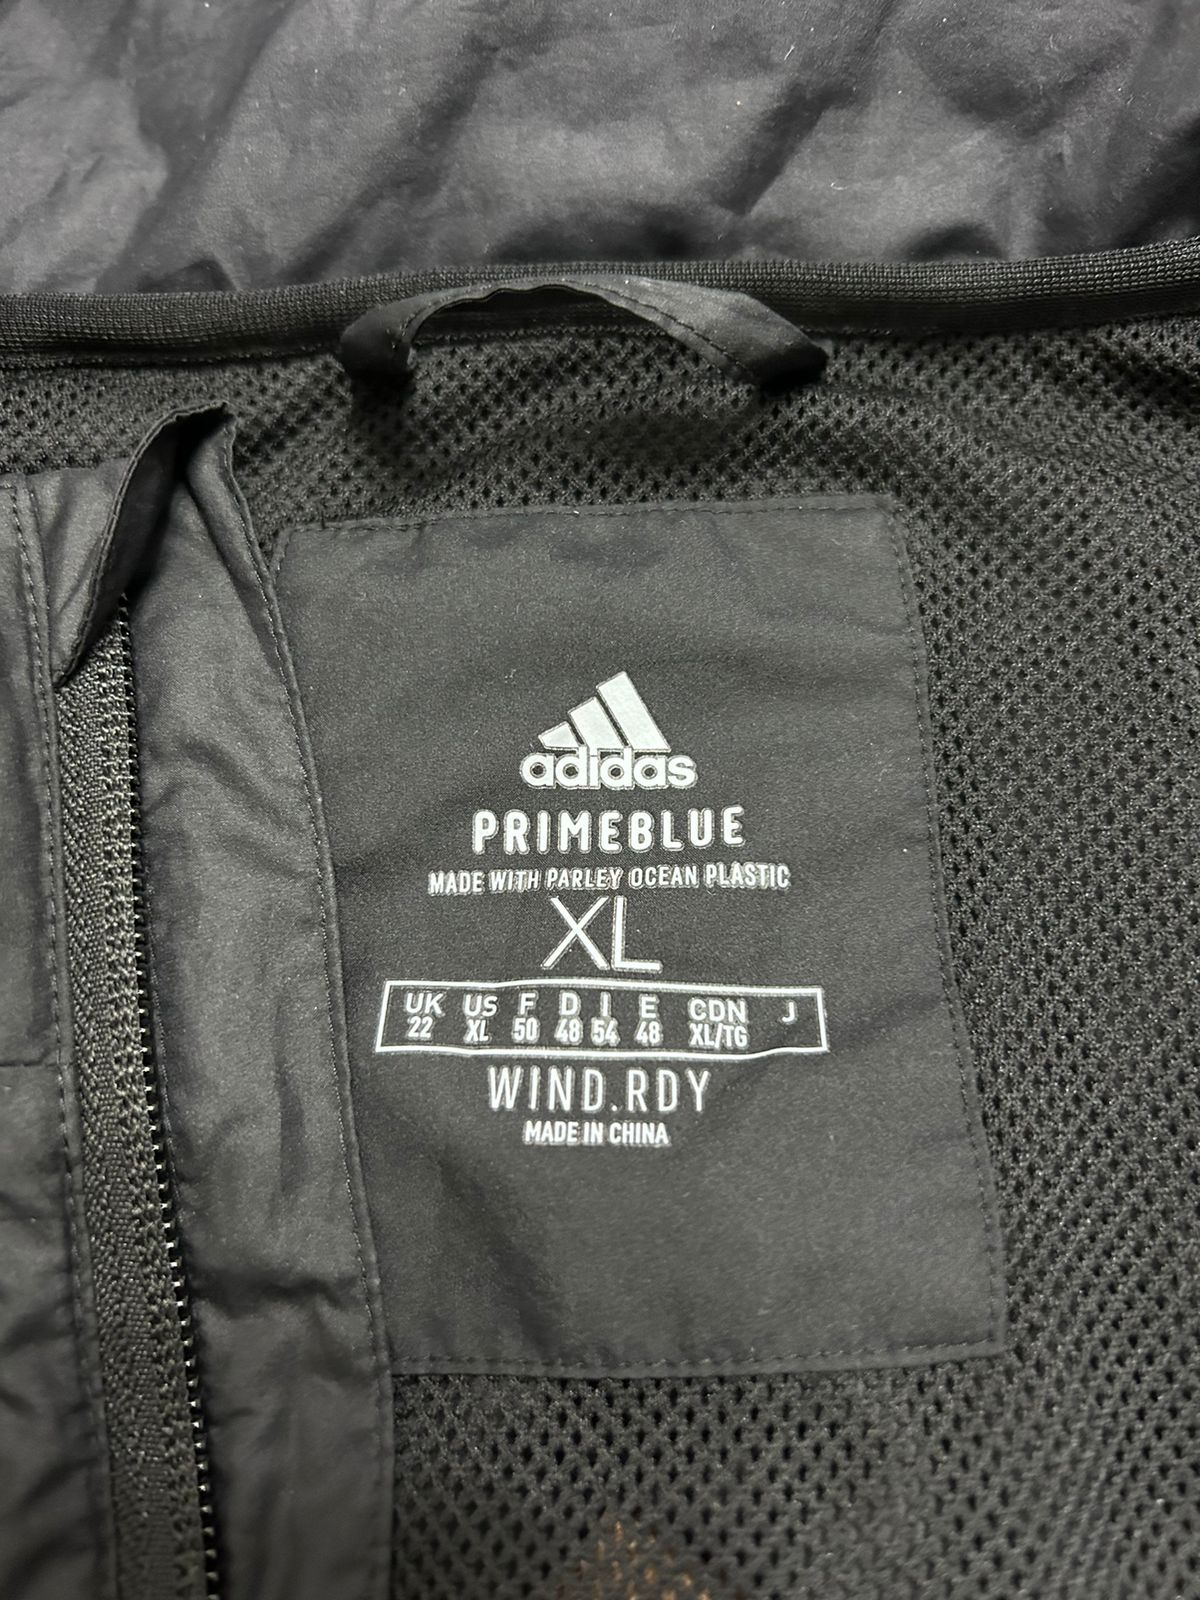 adidas
PRIMEBLUE
MADE WITH PARLEY OCEAN PLASTIC
XL
UK US F D I E CDN J
22 XL 50 48 54 48 XL/TG
WIND.RDY
MADE IN CHINA